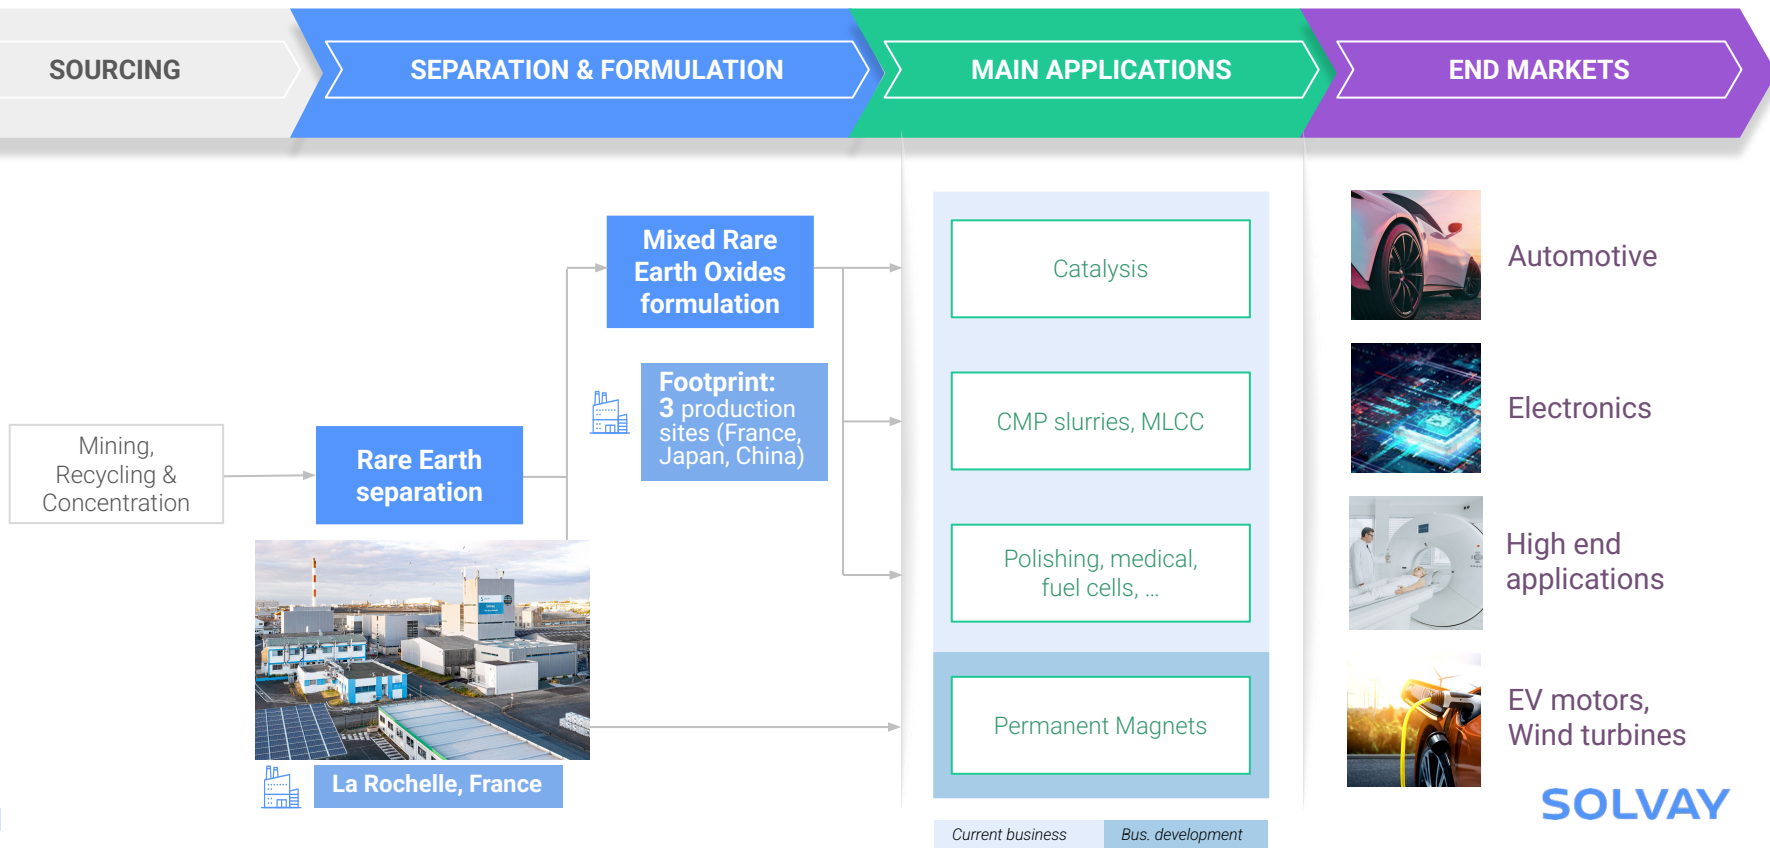 SOURCING
SEPARATION & FORMULATION
MAIN APPLICATIONS
END MARKETS
Mining,
Recycling &
Concentration
Rare Earth
separation
La Rochelle, France
Mixed Rare
Earth Oxides
formulation
Footprint:
3 production
sites (France,
Japan, China)
Catalysis
CMP slurries, MLCC
Polishing, medical,
fuel cells, ...
Permanent Magnets
Current business
Bus. development
Automotive
Electronics
High end
applications
EV motors,
Wind turbines
SOLVAY